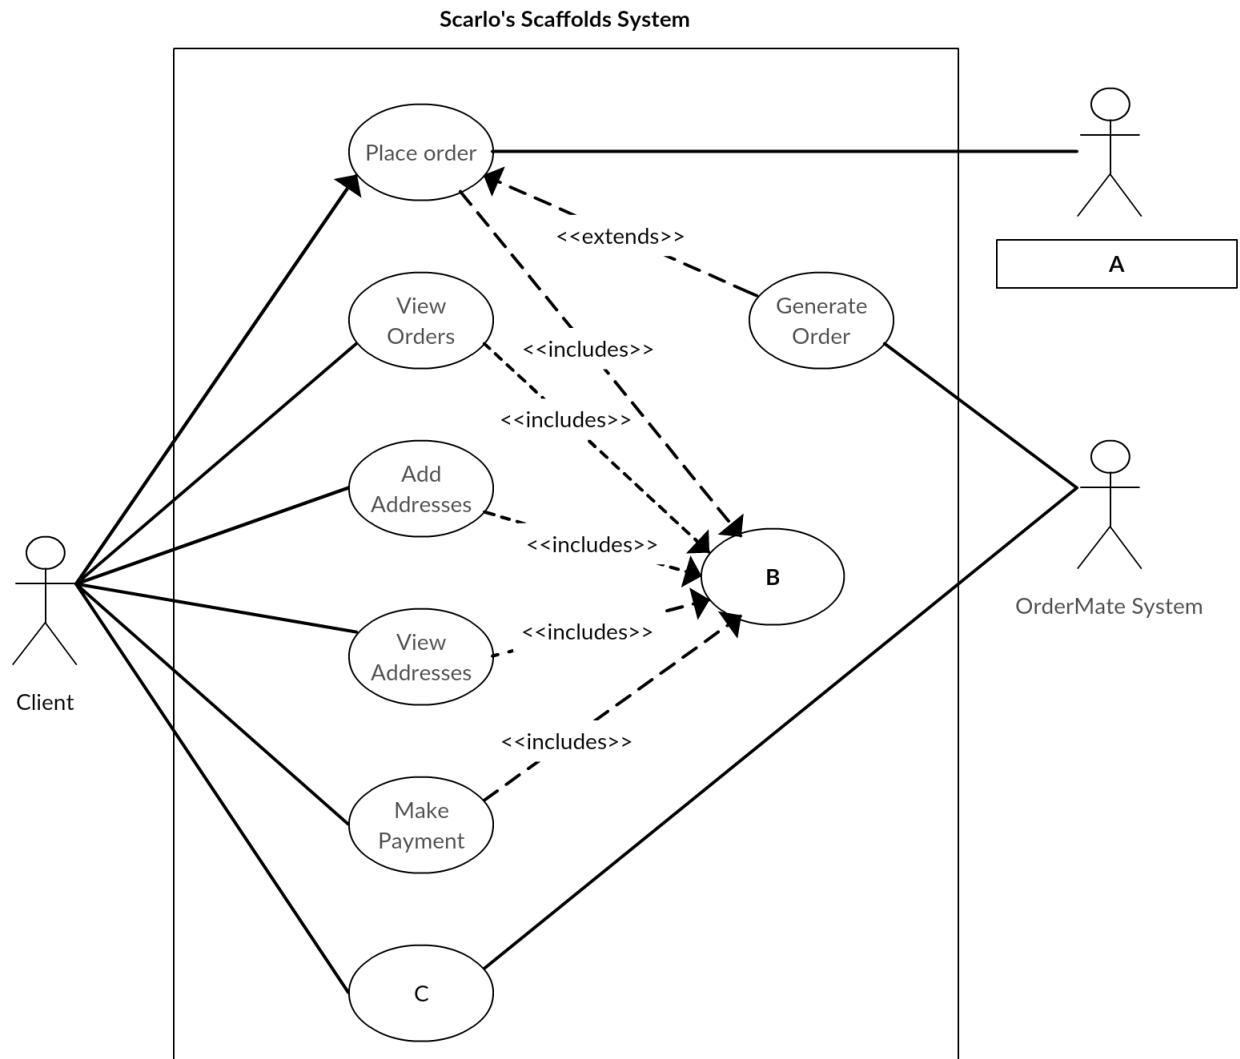 Scarlo's Scaffolds System
Place order
<<extends>>
A
View
Orders
Generate
Order
<<includes>>
<<includes>>
Add
Addresses
<<includes>>
B
OrderMate System
View
Addresses
<<includes>>
Client
<<includes>>
Make
Payment
C